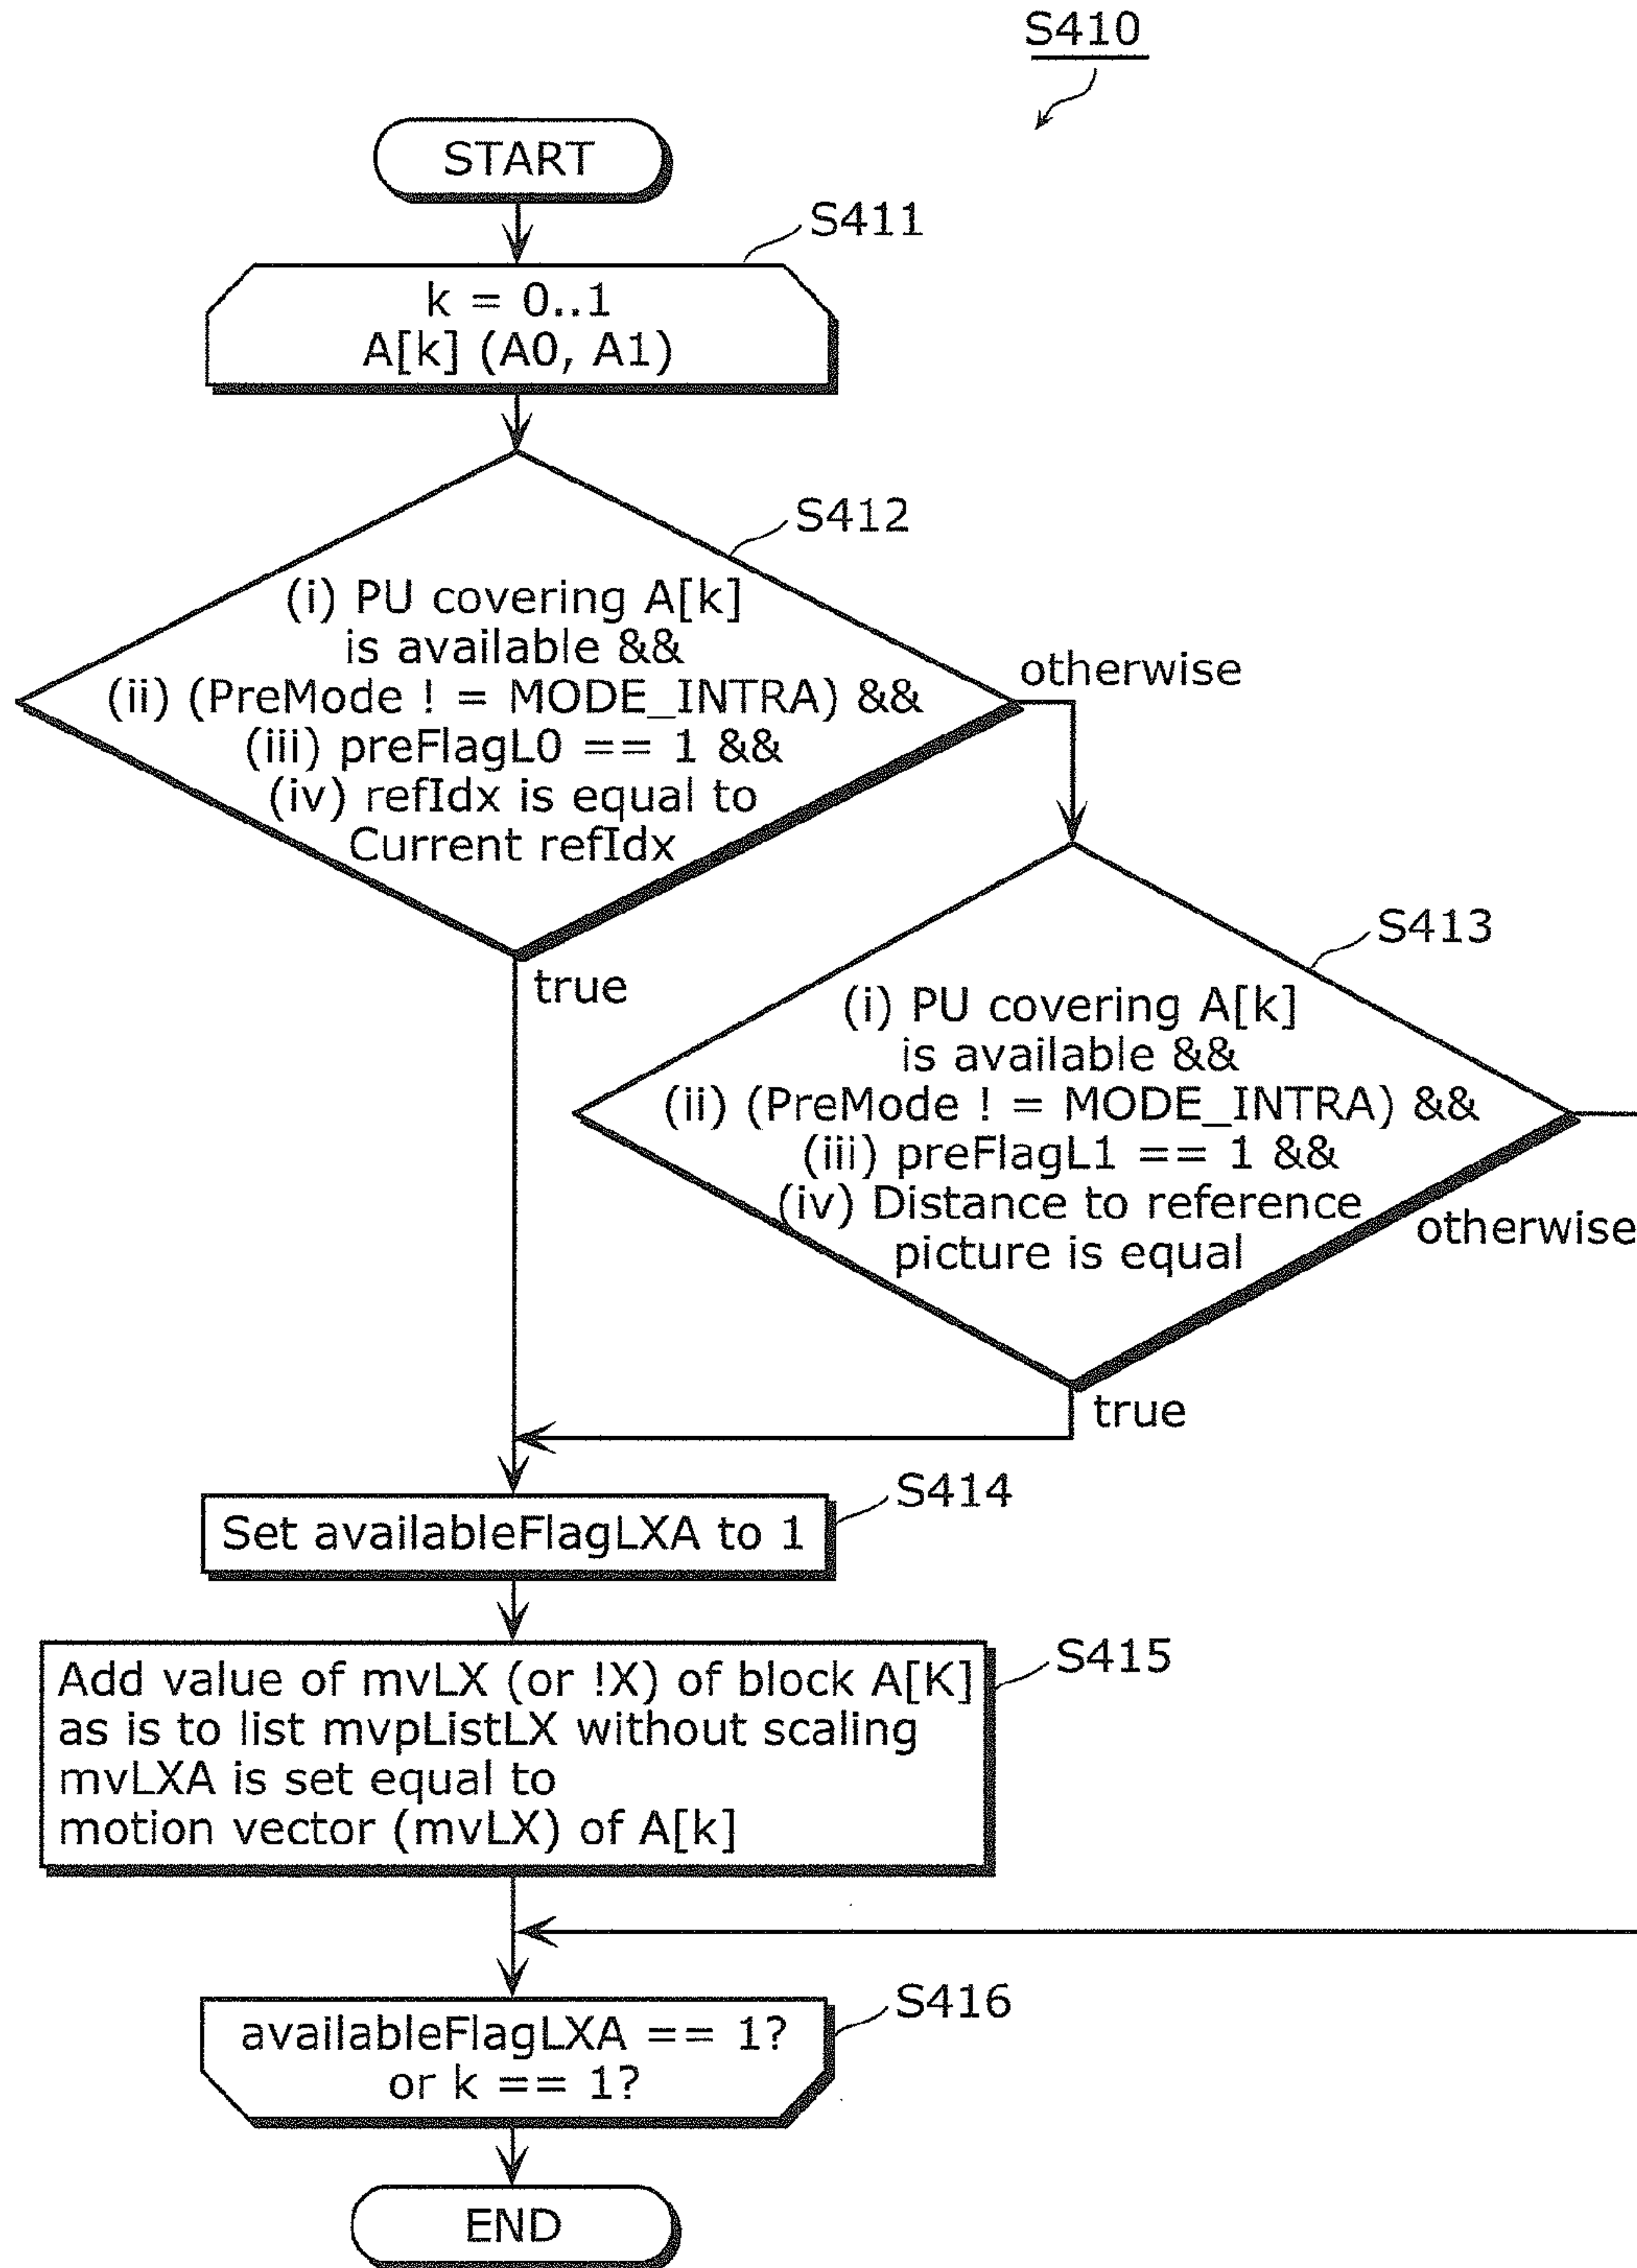 S410
START
S411
k = 0..1
A[k] (A0, A1)
S412
(i) PU covering A[k]
is available &&
(ii) (PreMode ! = MODE_INTRA) &&
(iii) preFlagL0 == 1 &&
(iv) refIdx is equal to
Current refIdx
otherwise
true
S413
(i) PU covering A[k]
is available &&
(ii) (PreMode ! = MODE_INTRA) &&
(iii) preFlagL1 == 1 &&
(iv) Distance to reference
picture is equal
otherwise
true
S414
Set availableFlagLXA to 1
S415
Add value of mvLX (or !X) of block A[K]
as is to list mvpListLX without scaling
mvLXA is set equal to
motion vector (mvLX) of A[k]
S416
availableFlagLXA == 1?
or k == 1?
END